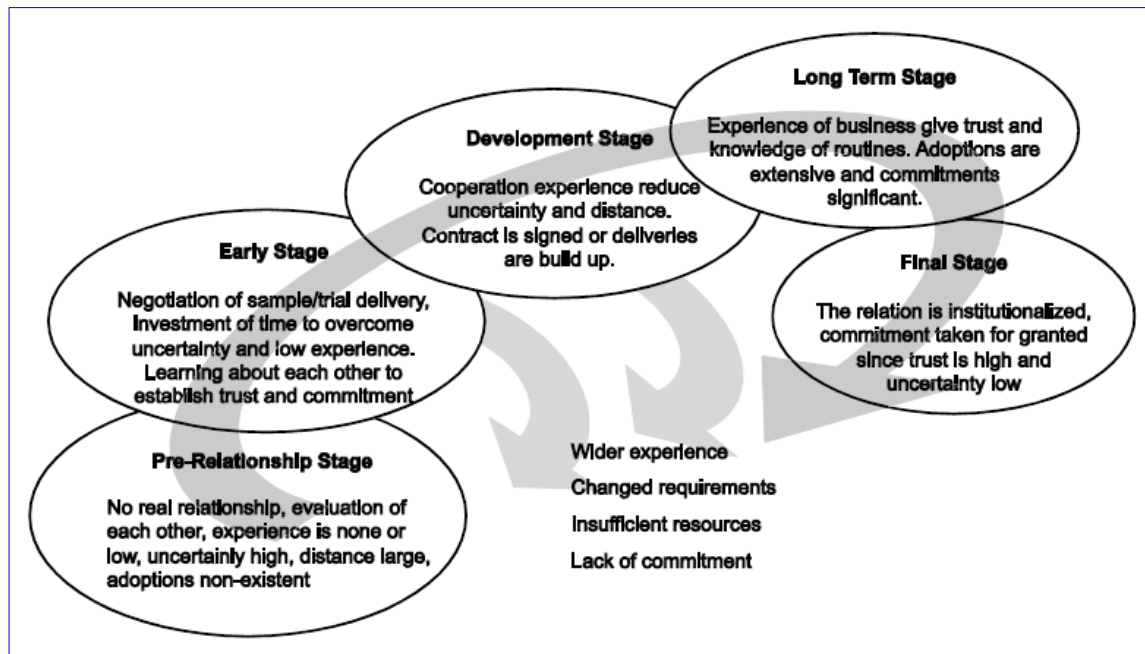 Long Term Stage
Experience of business give trust and
knowledge of routines. Adoptions are
extensive and commitments
significant.
Development Stage
Cooperation experience reduce
uncertainty and distance.
Contract is signed or deliveries
are build up.
Early Stage
Negotiation of sample/trial delivery,
Investment of time to overcome
uncertainty and low experience.
Learning about each other to
establish trust and commitment
Final Stage
The relation is institutionalized,
commitment taken for granted
since trust is high and
uncertainty low
Pre-Relationship Stage
No real relationship, evaluation of
each other, experience is none or
low, uncertainly high, distance large,
adoptions non-existent
Wider experience
Changed requirements
Insufficient resources
Lack of commitment